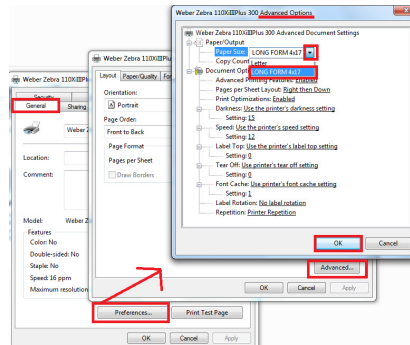 Weber Zebra 110XiIIIPlus 300 Advanced Options
Weber Zebra 110XiIIIPlus 300 Advanced Document Settings
Paper/Output
Paper Size: LONG FORM 4x17
Copy Count: Letter
LONG FORM 4x17
Document Opti
Advanced Printing Features: Enabled
Pages per Sheet Layout: Right then Down
Print Optimizations: Enabled
Darkness: Use the printer's darkness setting
Setting: 15
Speed: Use the printer's speed setting
Setting: 12
Label Top: Use the printer's label top setting
Setting: 0
Tear Off: Use the printer's tear off setting
Setting: 0
Font Cache: Use printer's font cache setting
Setting: 1
Label Rotation: No label rotation
Repetition: Printer Repetition
OK Cancel
Weber Zebra 110XiIIIPlus
Layout Paper/Quality For
Orientation:
Portrait
Page Order:
Front to Back
Page Format
Pages per Sheet
Draw Borders
Advanced...
OK Cancel Apply
Weber Zebra 110XiIIIP
Security
General Sharing
Weber Z
Location:
Comment:
Model: Weber Z
Features
Color: No
Double-sided: No
Staple: No
Speed: 16 ppm
Maximum resolution
Preferences... Print Test Page
OK Cancel Apply